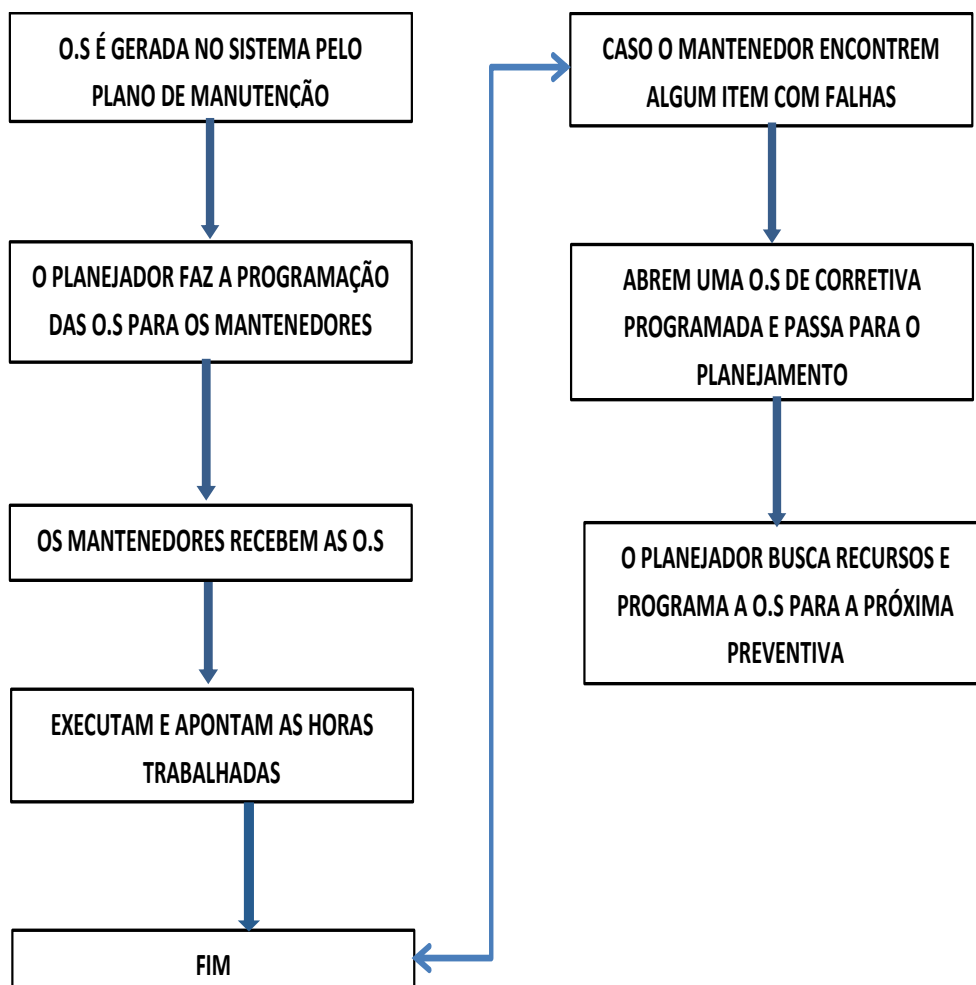 O.S É GERADA NO SISTEMA PELO
PLANO DE MANUTENÇÃO
O PLANEJADOR FAZ A PROGRAMAÇÃO
DAS O.S PARA OS MANTENEDORES
OS MANTENEDORES RECEBEM AS O.S
EXECUTAM E APONTAM AS HORAS
TRABALHADAS
FIM
CASO O MANTENEDOR ENCONTREM
ALGUM ITEM COM FALHAS
ABREM UMA O.S DE CORRETIVA
PROGRAMADA E PASSA PARA O
PLANEJAMENTO
O PLANEJADOR BUSCA RECURSOS E
PROGRAMA A O.S PARA A PRÓXIMA
PREVENTIVA